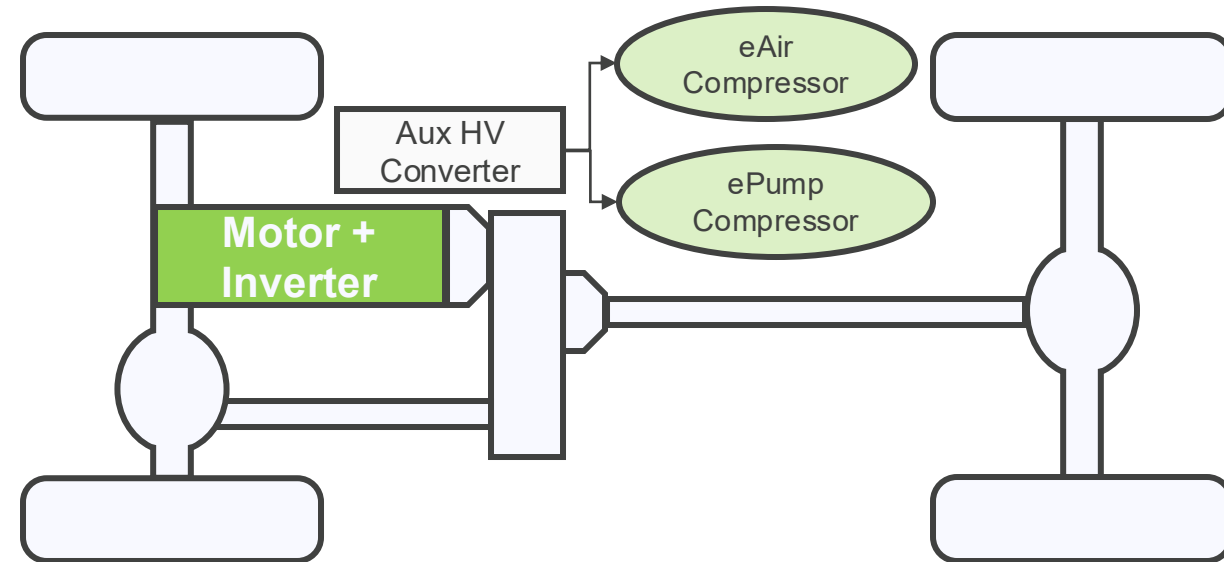 eAir
Compressor
Aux HV
Converter
ePump
Compressor
Motor +
Inverter